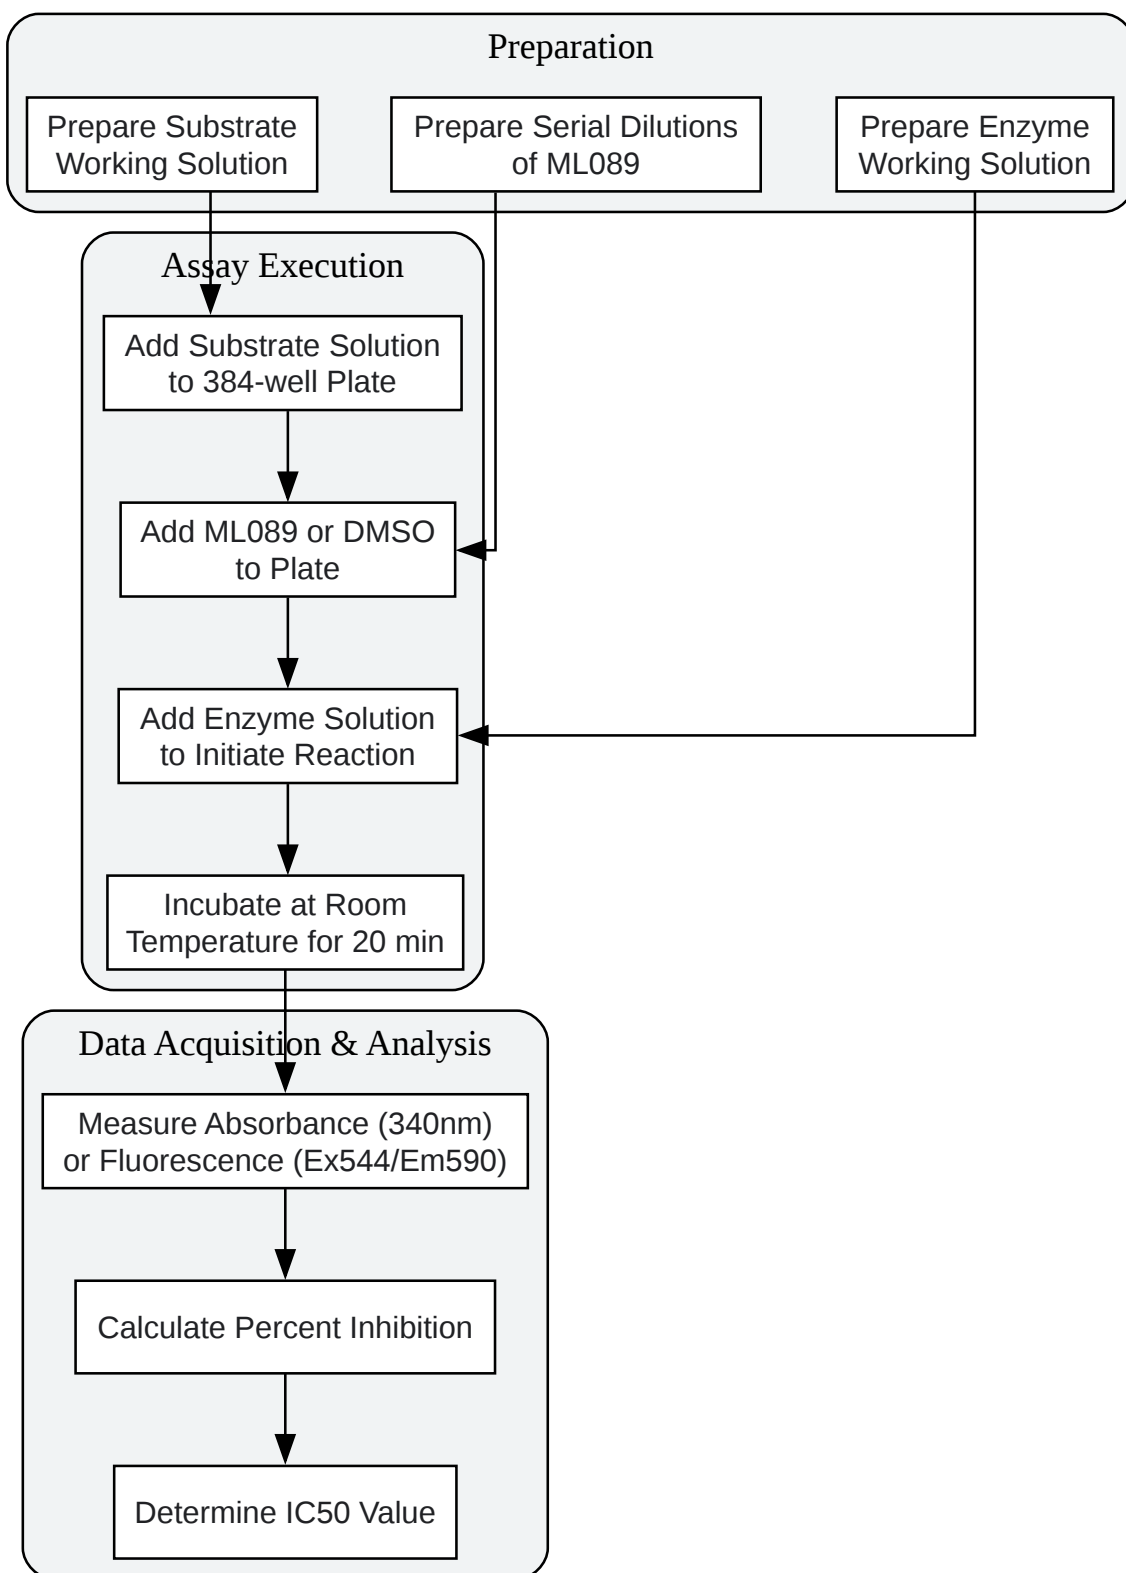 Preparation
Prepare Substrate
Working Solution
Prepare Serial Dilutions
of ML089
Prepare Enzyme
Working Solution
Assay Execution
Add Substrate Solution
to 384-well Plate
Add ML089 or DMSO
to Plate
Add Enzyme Solution
to Initiate Reaction
Incubate at Room
Temperature for 20 min
Data Acquisition & Analysis
Measure Absorbance (340nm)
or Fluorescence (Ex544/Em590)
Calculate Percent Inhibition
Determine IC50 Value